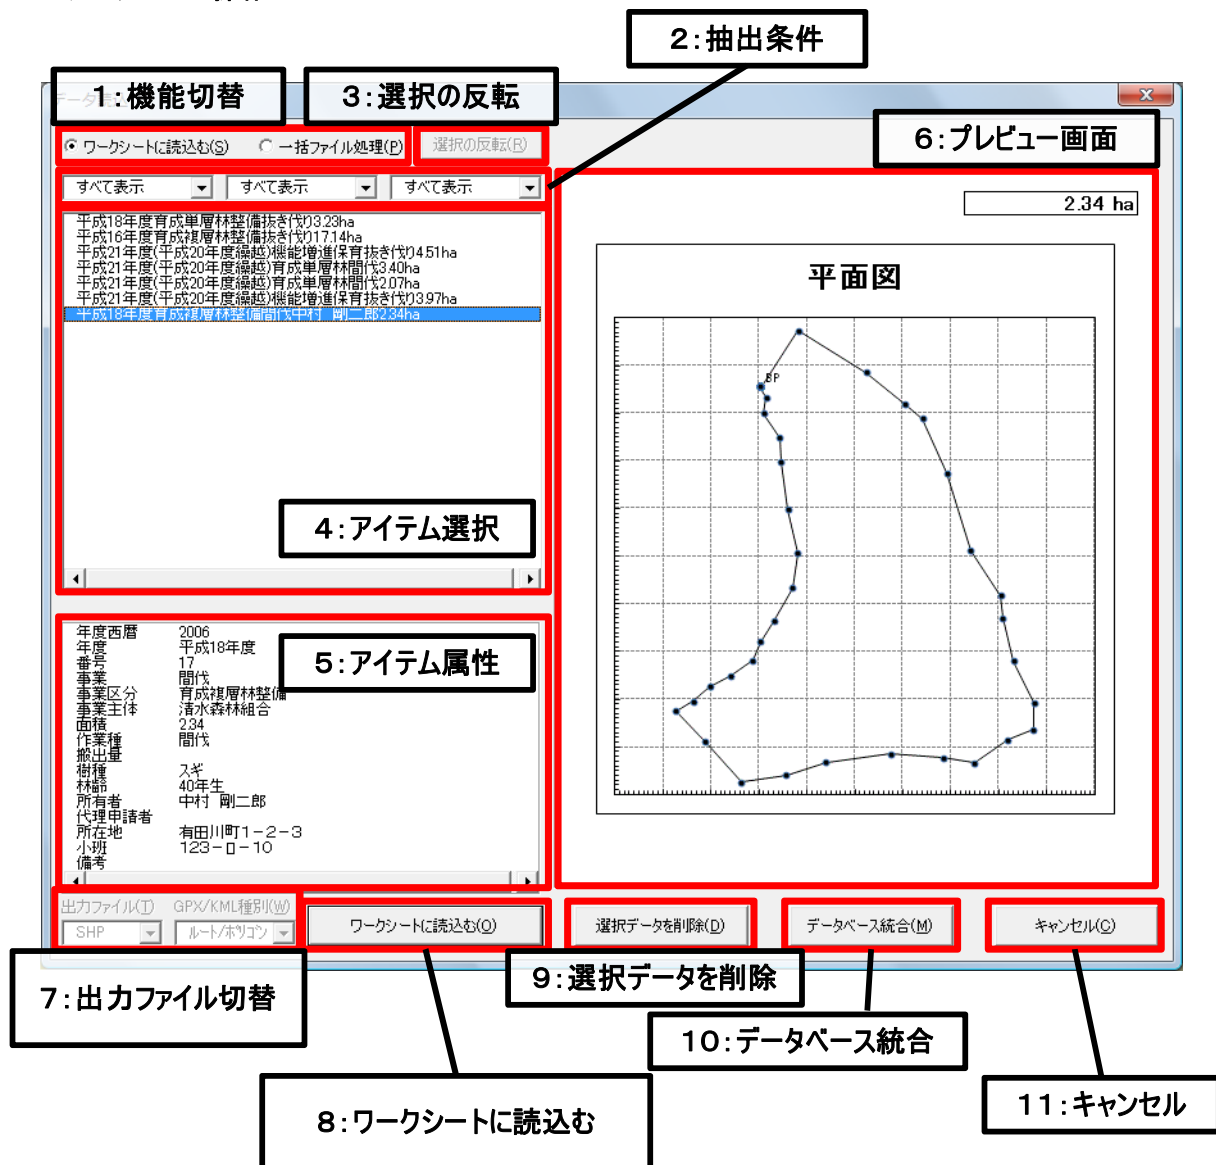 2：抽出条件
1：機能切替
3：選択の反転
6：プレビュー画面
ワークシートに読込む(S)
一括ファイル処理(P)
選択の反転(R)
すべて表示
すべて表示
すべて表示
2.34 ha
平成18年度育成単層林整備抜き伐り3.23ha
平成16年度育成複層林整備抜き伐り17.14ha
平成21年度(平成20年度繰越)機能増進保育抜き伐り4.51ha
平成21年度(平成20年度繰越)育成単層林間伐3.40ha
平成21年度(平成20年度繰越)育成単層林間伐2.07ha
平成21年度(平成20年度繰越)機能増進保育抜き伐り3.97ha
平成18年度育成複層林整備間伐中村　剛二郎2.34ha
平面図
BP
4：アイテム選択
年度西暦 2006
年度 平成18年度
番号 17
事業 間伐
事業区分 育成複層林整備
事業主体 清水森林組合
面積 2.34
作業種 間伐
搬出量
樹種 スギ
林齢 40年生
所有者 中村　剛二郎
代理申請者
所在地 有田川町1－2－3
小班 123－ロ－10
備考
5：アイテム属性
出力ファイル(T)
GPX/KML種別(W)
SHP
ルート/ポリゴン
ワークシートに読込む(O)
選択データを削除(D)
データベース統合(M)
キャンセル(C)
7：出力ファイル切替
9：選択データを削除
10：データベース統合
8：ワークシートに読込む
11：キャンセル